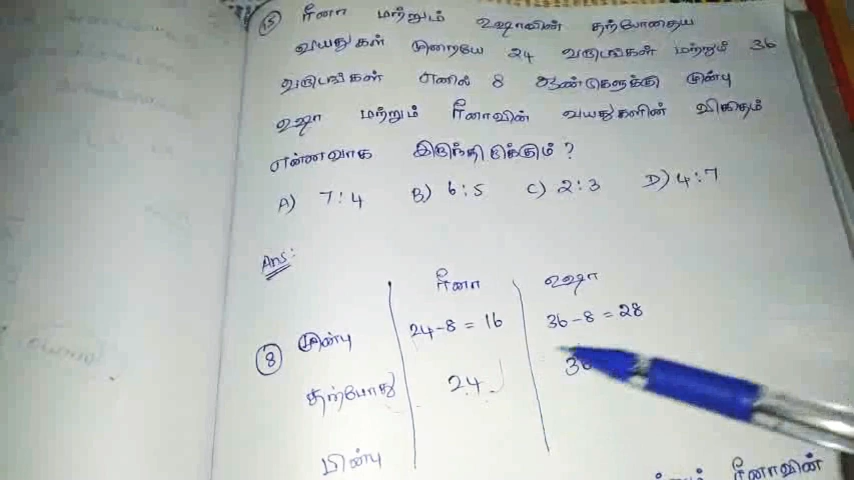 15 ரீனா மற்றும் உஷாவின் தற்போதைய
வயதுகள் முறையே 24 வருடங்கள் மற்றும் 36
வருடங்கள் எனில் 8 ஆண்டுகளுக்கு முன்பு
உஷா மற்றும் ரீனாவின் வயதுகளின் விகிதம்
என்னவாக இருந்திருக்கும்?
A) 7:4 B) 6:5 C) 2:3 D) 4:7
Ans:
ரீனா உஷா
8 முன்பு 24-8=16 36-8=28
தற்போது 24
பின்பு
ரீனாவின்